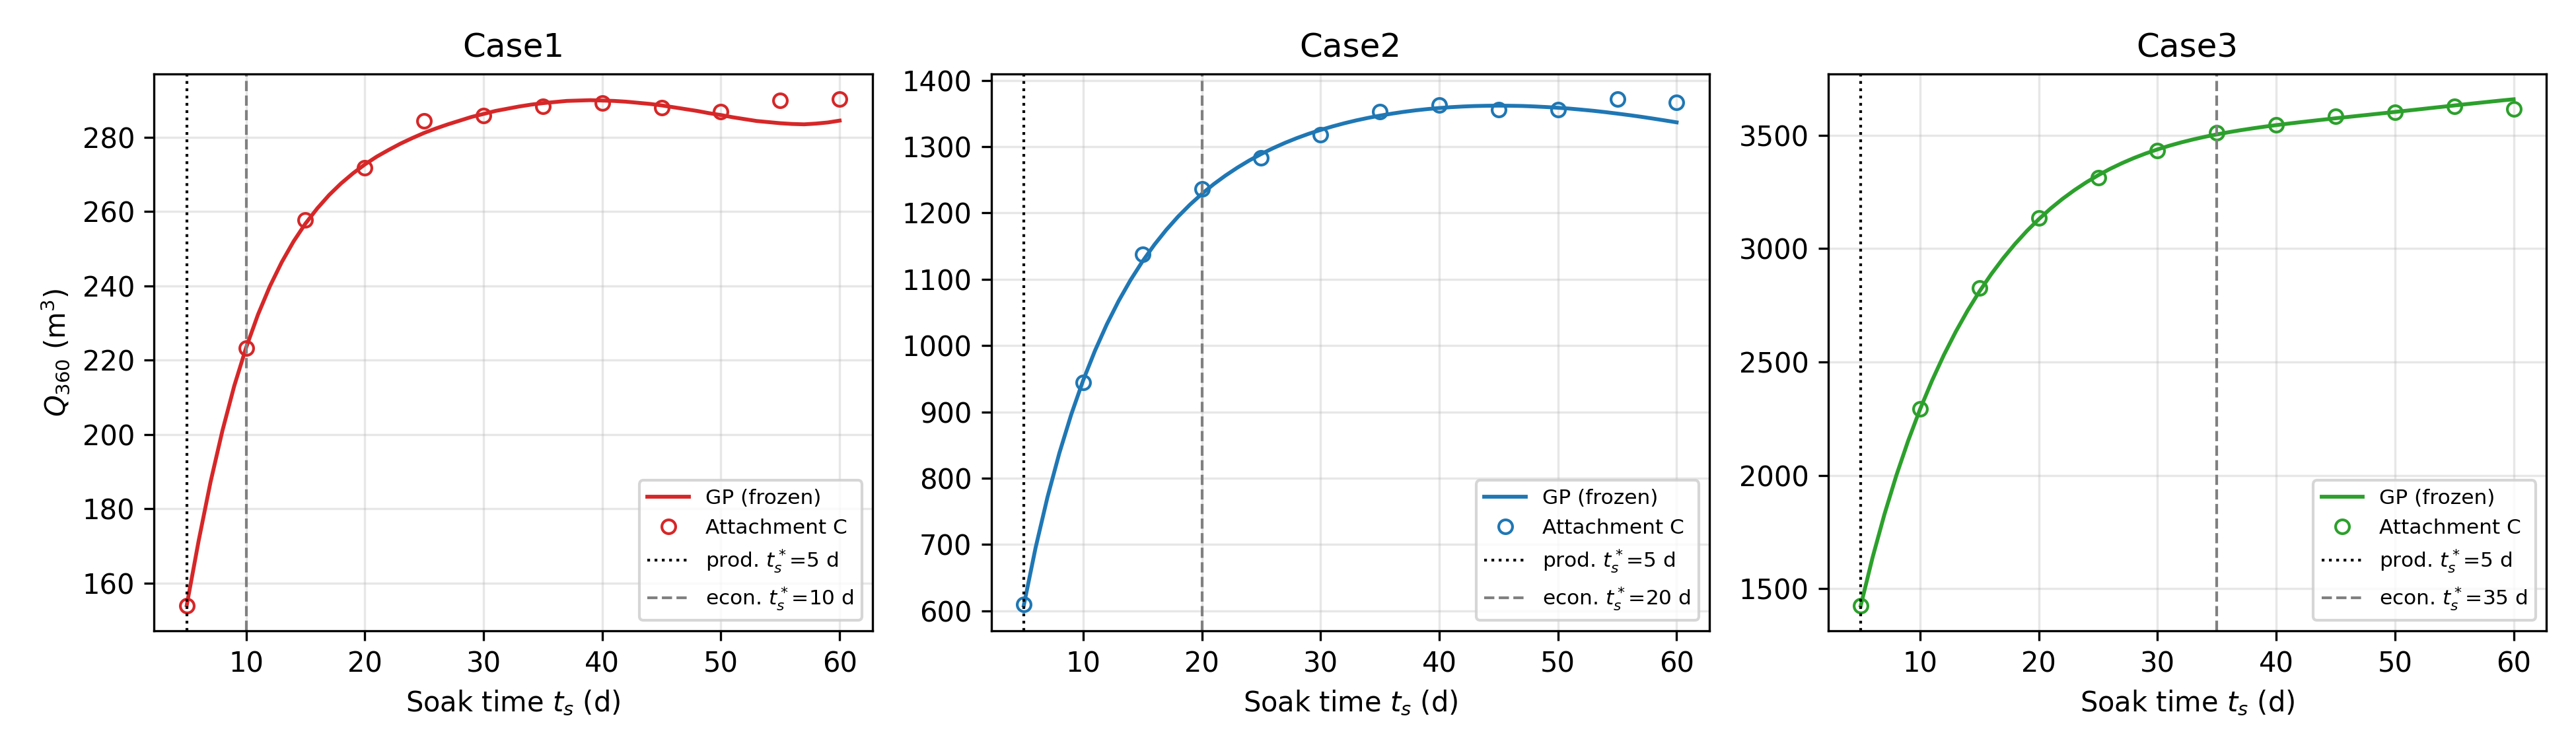 Case1
Q360 (m³)
280
260
240
220
200
180
160
10 20 30 40 50 60
Soak time ts (d)
GP (frozen)
Attachment C
prod. ts*=5 d
econ. ts*=10 d
Case2
1400
1300
1200
1100
1000
900
800
700
600
10 20 30 40 50 60
Soak time ts (d)
GP (frozen)
Attachment C
prod. ts*=5 d
econ. ts*=20 d
Case3
3500
3000
2500
2000
1500
10 20 30 40 50 60
Soak time ts (d)
GP (frozen)
Attachment C
prod. ts*=5 d
econ. ts*=35 d